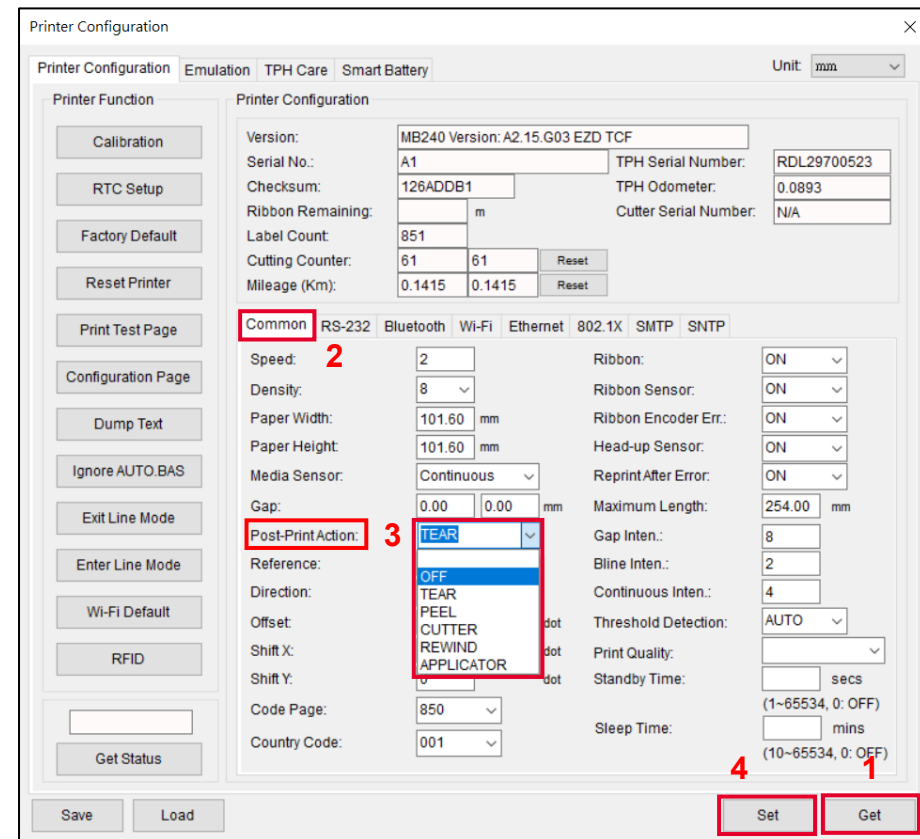 Printer Configuration
Printer Configuration Emulation TPH Care Smart Battery Unit: mm
Printer Function
Calibration
RTC Setup
Factory Default
Reset Printer
Print Test Page
Configuration Page
Dump Text
Ignore AUTO.BAS
Exit Line Mode
Enter Line Mode
Wi-Fi Default
RFID
Get Status
Printer Configuration
Version: MB240 Version: A2.15.G03 EZD TCF
Serial No.: A1 TPH Serial Number: RDL29700523
Checksum: 126ADDB1 TPH Odometer: 0.0893
Ribbon Remaining: m Cutter Serial Number: N/A
Label Count: 851
Cutting Counter: 61 61 Reset
Mileage (Km): 0.1415 0.1415 Reset
Common RS-232 Bluetooth Wi-Fi Ethernet 802.1X SMTP SNTP
2
Speed: 2
Density: 8
Paper Width: 101.60 mm
Paper Height: 101.60 mm
Media Sensor: Continuous
Gap: 0.00 0.00 mm
Post-Print Action: 3 TEAR
OFF
TEAR
PEEL
CUTTER
REWIND
APPLICATOR
Reference:
Direction:
Offset: dot
Shift X: dot
Shift Y: 0 dot
Code Page: 850
Country Code: 001
Ribbon: ON
Ribbon Sensor: ON
Ribbon Encoder Err.: ON
Head-up Sensor: ON
Reprint After Error: ON
Maximum Length: 254.00 mm
Gap Inten.: 8
Bline Inten.: 2
Continuous Inten.: 4
Threshold Detection: AUTO
Print Quality:
Standby Time: secs
(1~65534, 0: OFF)
Sleep Time: mins
(10~65534, 0: OFF)
4 1
Save Load Set Get